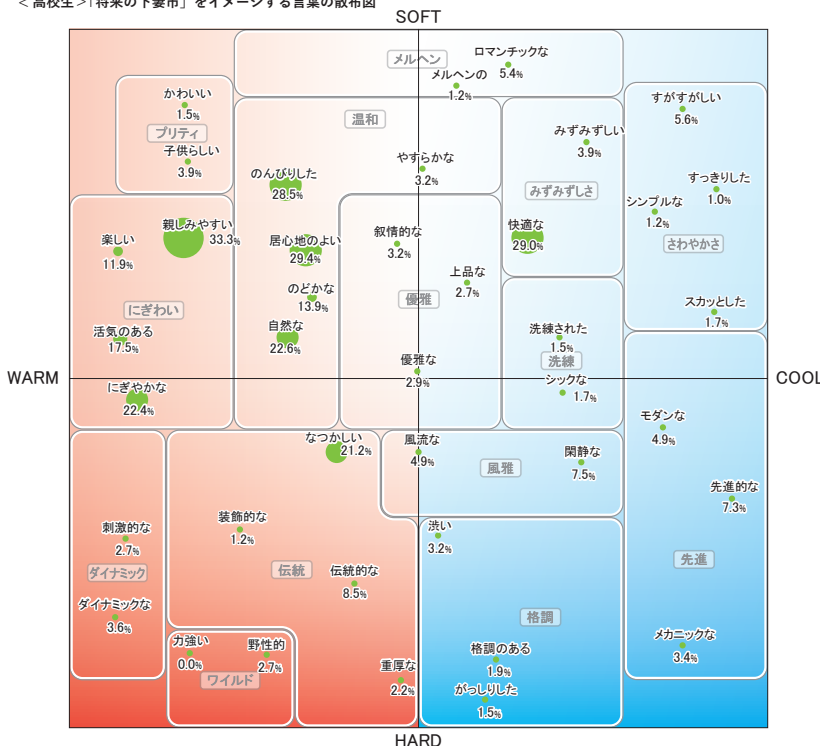 ＜高校生＞「将来の下妻市」をイメージする言葉の散布図
SOFT
メルヘン
ロマンチックな
5.4%
メルヘンの
1.2%
かわいい
1.5%
プリティ
子供らしい
3.9%
温和
のんびりした
28.5%
やすらかな
3.2%
みずみずしい
3.9%
みずみずしさ
すがすがしい
5.6%
すっきりした
1.0%
シンプルな
1.2%
さわやかさ
スカッとした
1.7%
楽しい
11.9%
親しみやすい
33.3%
居心地のよい
29.4%
叙情的な
3.2%
快適な
29.0%
のどかな
13.9%
上品な
2.7%
優雅
にぎわい
活気のある
17.5%
自然な
22.6%
洗練された
1.5%
洗練
優雅な
2.9%
シックな
1.7%
WARM
COOL
にぎやかな
22.4%
モダンな
4.9%
なつかしい
21.2%
風流な
4.9%
風雅
閑静な
7.5%
先進的な
7.3%
刺激的な
2.7%
ダイナミック
ダイナミックな
3.6%
装飾的な
1.2%
伝統
伝統的な
8.5%
渋い
3.2%
先進
格調
力強い
0.0%
野性的
2.7%
ワイルド
重厚な
2.2%
格調のある
1.9%
がっしりした
1.5%
メカニックな
3.4%
HARD